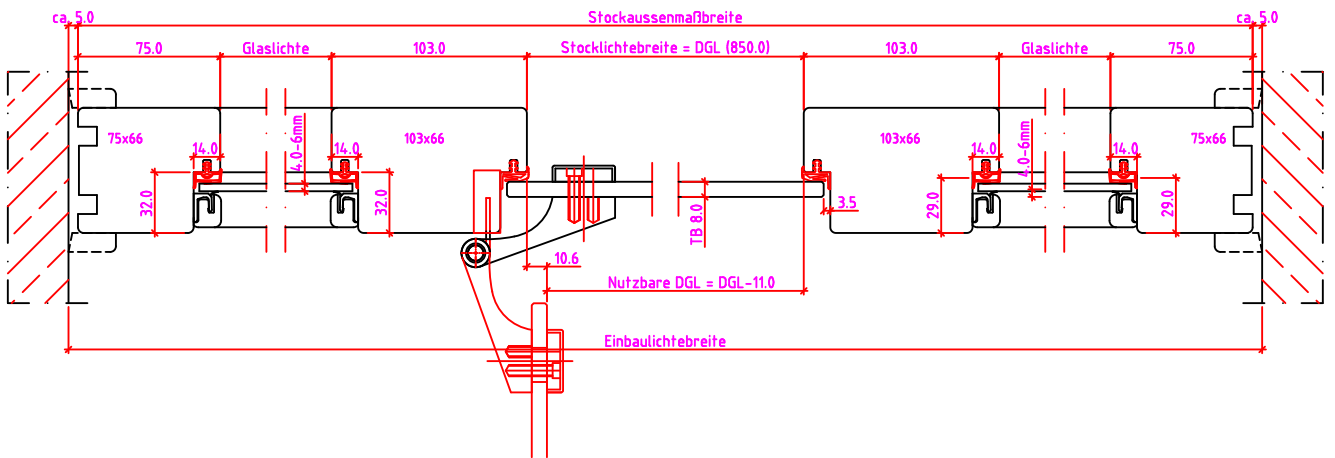 ca. 5.0
Stockaussenmaßbreite
ca. 5.0
75.0
Glaslichte
103.0
Stocklichtebreite = DGL (850.0)
103.0
Glaslichte
75.0
75x66
14.0
4.0-6mm
14.0
103x66
103x66
14.0
4.0-6mm
14.0
75x66
32.0
32.0
TB 8.0
3.5
29.0
29.0
10.6
Nutzbare DGL = DGL-11.0
Einbaulichtebreite